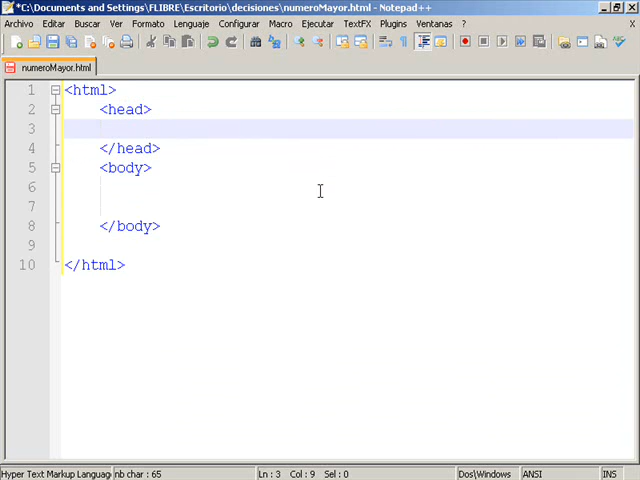 *C:\Documents and Settings\FLIBRE\Escritorio\decisiones\numeroMayor.html - Notepad++
Archivo Editar Buscar Ver Formato Lenguaje Configurar Macro Ejecutar TextFX Plugins Ventanas ?
numeroMayor.html
1 <html>
2 <head>
3
4 </head>
5 <body>
6
7
8 </body>
9
10 </html>
Hyper Text Markup Languag nb char : 65 Ln : 3 Col : 9 Sel : 0 Dos\Windows ANSI INS